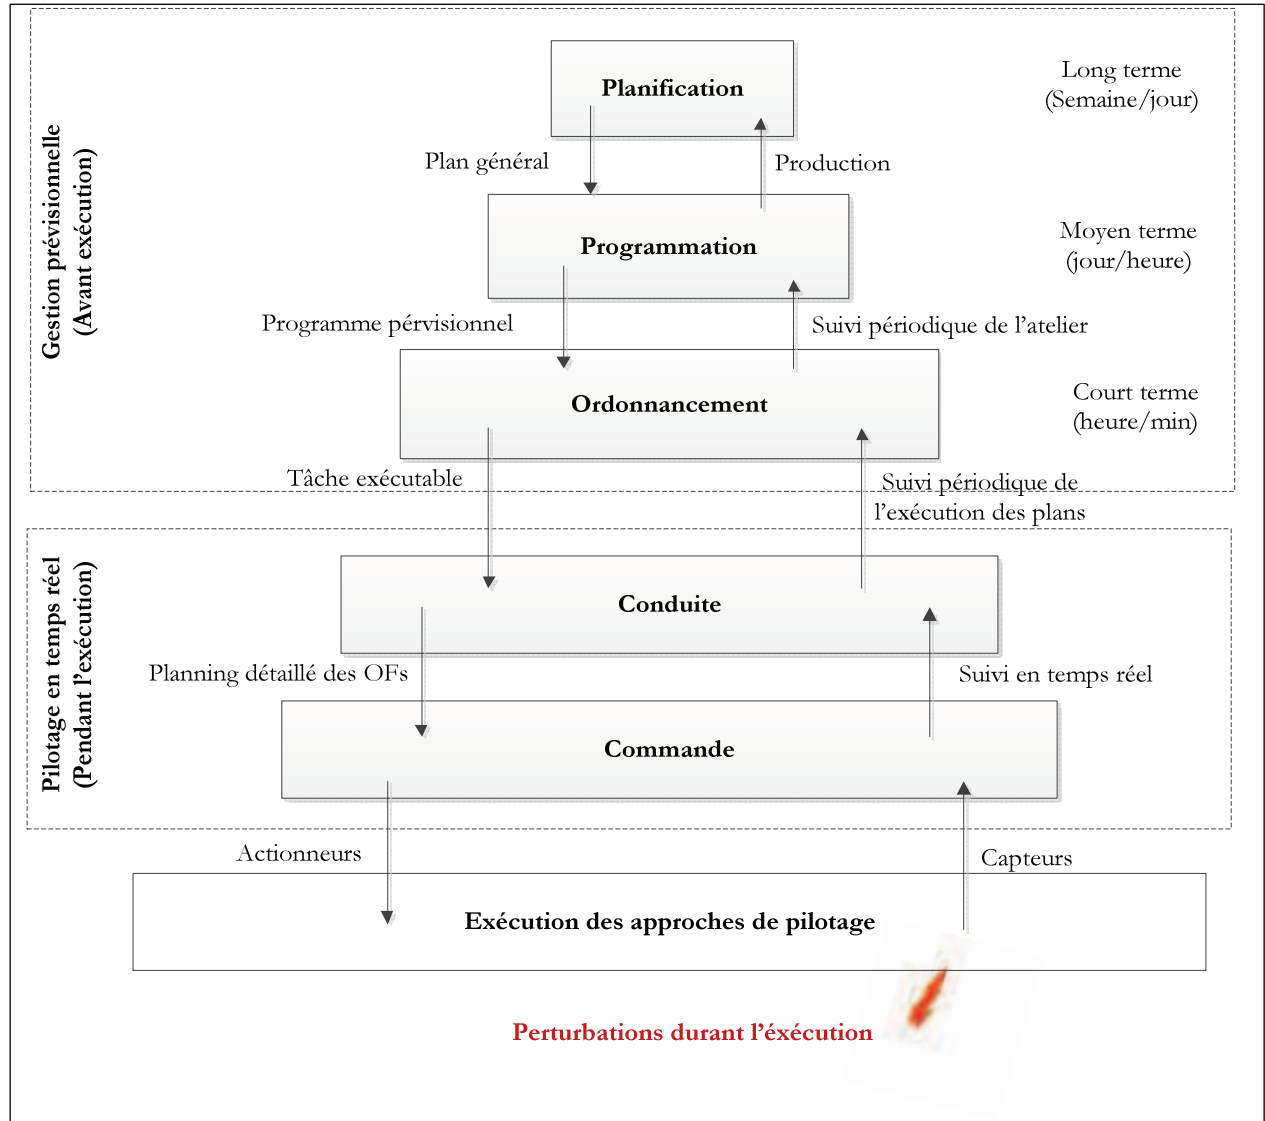 Planification
Long terme
(Semaine/jour)
Plan général
Production
Gestion prévisionnelle
(Avant exécution)
Programmation
Moyen terme
(jour/heure)
Programme pérvisionnel
Suivi périodique de l’atelier
Ordonnancement
Court terme
(heure/min)
Tâche exécutable
Suivi périodique de
l’exécution des plans
Pilotage en temps réel
(Pendant l’exécution)
Conduite
Planning détaillé des OFs
Suivi en temps réel
Commande
Actionneurs
Capteurs
Exécution des approches de pilotage
Perturbations durant l’éxécution